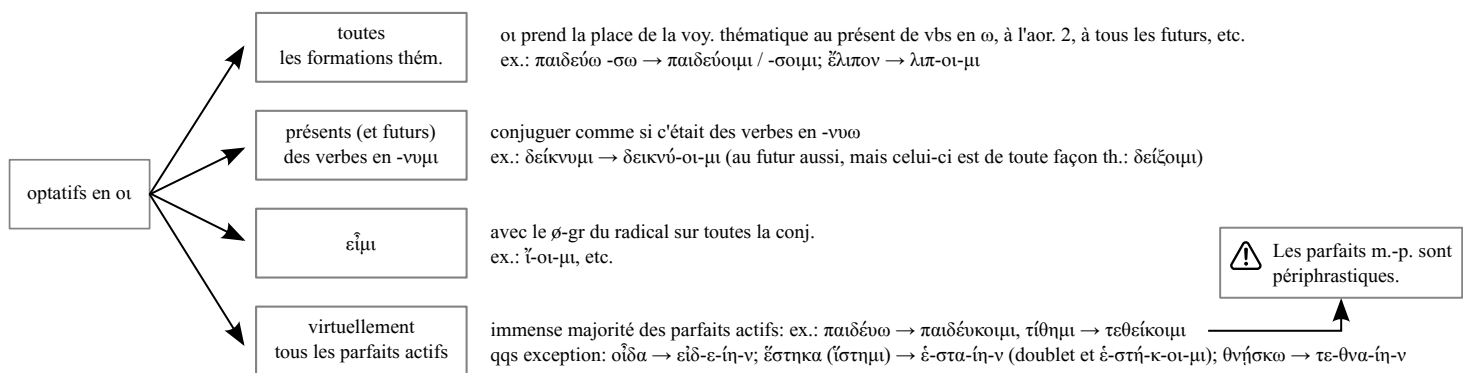 toutes
les formations thém.
οι prend la place de la voy. thématique au présent de vbs en ω, à l'aor. 2, à tous les futurs, etc.
ex.: παιδεύω -σω → παιδεύοιμι / -σοιμι; ἔλιπον → λιπ-οι-μι
présents (et futurs)
des verbes en -νυμι
conjuguer comme si c'était des verbes en -νυω
ex.: δείκνυμι → δεικνύ-οι-μι (au futur aussi, mais celui-ci est de toute façon th.: δείξοιμι)
optatifs en οι
εἶμι
avec le ø-gr du radical sur toutes la conj.
ex.: ἴ-οι-μι, etc.
Les parfaits m.-p. sont
périphrastiques.
virtuellement
tous les parfaits actifs
immense majorité des parfaits actifs: ex.: παιδέυω → παιδέυκοιμι, τίθημι → τεθείκοιμι
qqs exception: οἶδα → εἰδ-ε-ίη-ν; ἕστηκα (ἵστημι) → ἑ-στα-ίη-ν (doublet et ἑ-στή-κ-οι-μι); θνῄσκω → τε-θνα-ίη-ν